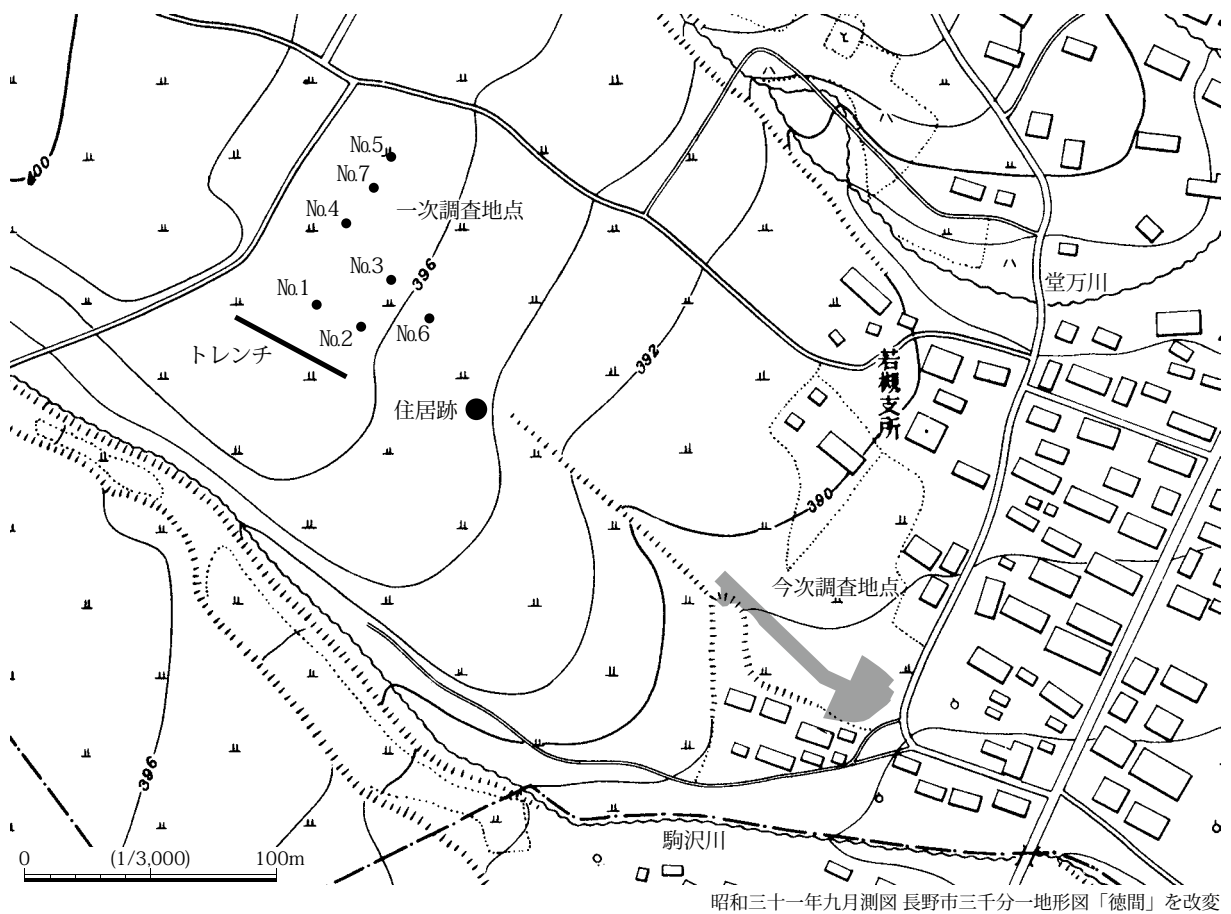 No.5
No.7
400
No.4
一次調査地点
No.3
396
堂万川
No.1
No.2
No.6
トレンチ
392
若槻支所
住居跡
390
今次調査地点
396
駒沢川
0 (1/3,000) 100m
昭和三十一年九月測図 長野市三千分一地形図「徳間」を改変